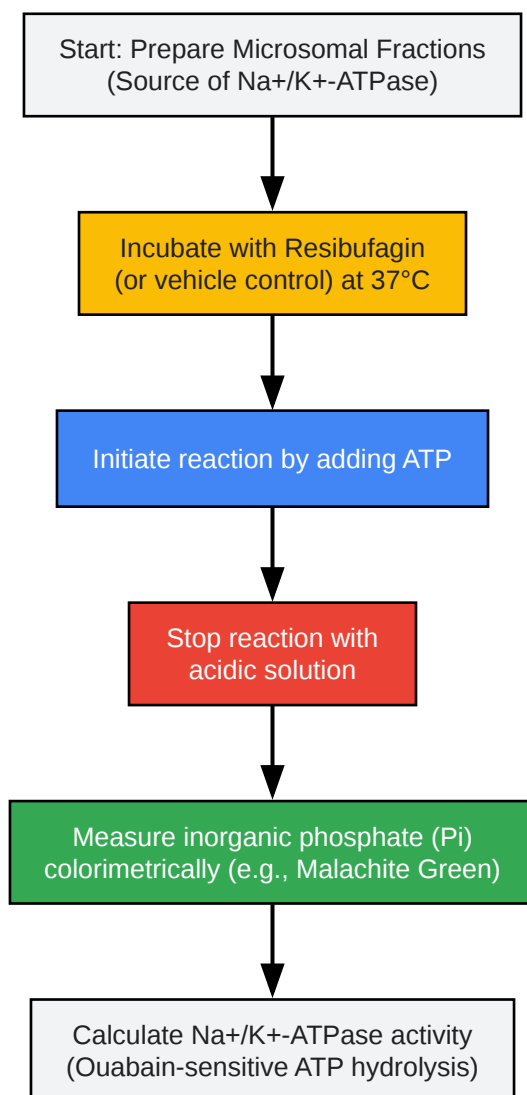 Start: Prepare Microsomal Fractions
(Source of Na+/K+-ATPase)
Incubate with Resibufagin
(or vehicle control) at 37°C
Initiate reaction by adding ATP
Stop reaction with
acidic solution
Measure inorganic phosphate (Pi)
colorimetrically (e.g., Malachite Green)
Calculate Na+/K+-ATPase activity
(Ouabain-sensitive ATP hydrolysis)